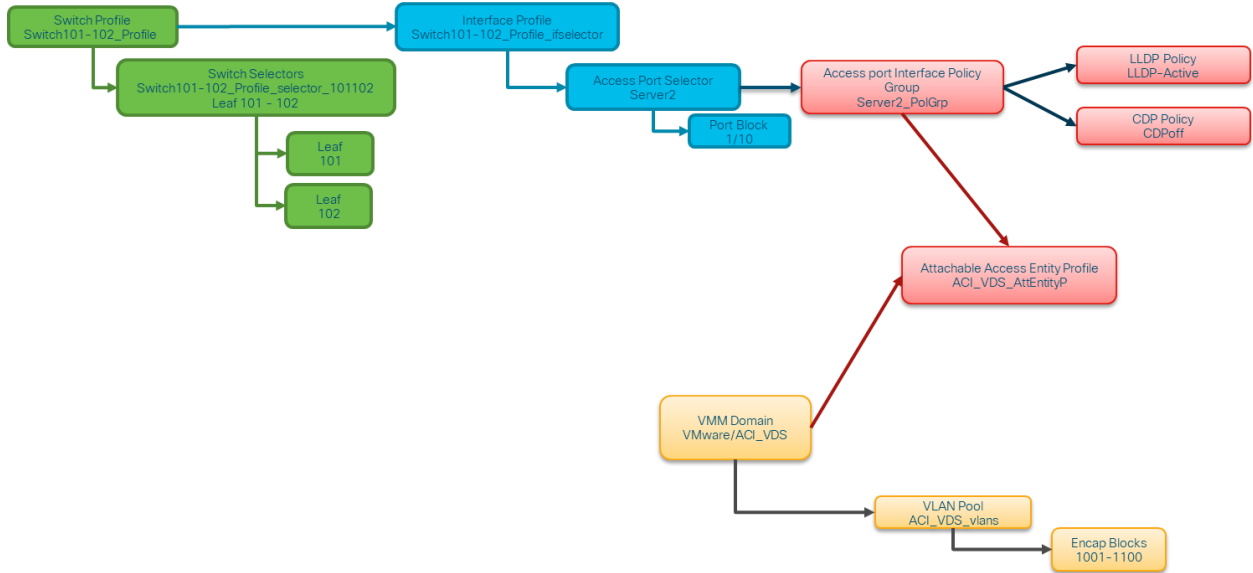 Switch Profile
Switch101-102_Profile
Interface Profile
Switch101-102_Profile_ifselector
Switch Selectors
Switch101-102_Profile_selector_101102
Leaf 101 - 102
Access Port Selector
Server2
Access port Interface Policy
Group
Server2_PolGrp
LLDP Policy
LLDP-Active
Port Block
1/10
CDP Policy
CDPoff
Leaf
101
Leaf
102
Attachable Access Entity Profile
ACI_VDS_AttEntityP
VMM Domain
VMware/ACI_VDS
VLAN Pool
ACI_VDS_vlans
Encap Blocks
1001-1100